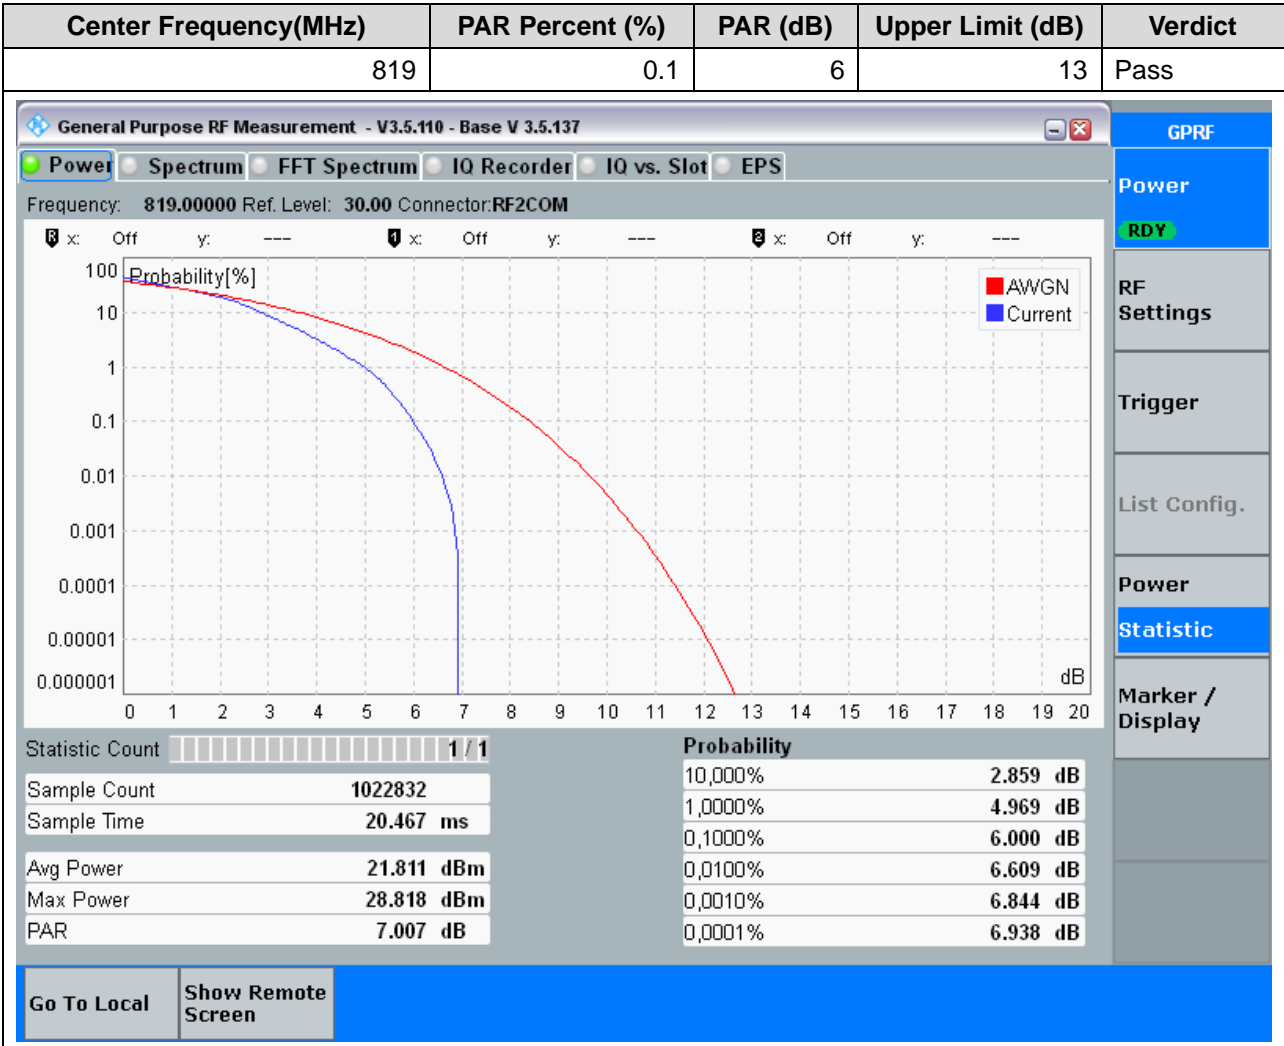 Center Frequency(MHz) PAR Percent (%) PAR (dB) Upper Limit (dB) Verdict
819 0.1 6 13 Pass
General Purpose RF Measurement - V3.5.110 - Base V 3.5.137
GPRF
Power Spectrum FFT Spectrum IQ Recorder IQ vs. Slot EPS
Frequency: 819.00000 Ref. Level: 30.00 Connector:RF2COM
R x: Off y: --- 1 x: Off y: --- 2 x: Off y: ---
Probability[%]
100
10
1
0.1
0.01
0.001
0.0001
0.00001
0.000001
AWGN
Current
dB
0 1 2 3 4 5 6 7 8 9 10 11 12 13 14 15 16 17 18 19 20
Statistic Count 1 / 1
Sample Count 1022832
Sample Time 20.467 ms
Avg Power 21.811 dBm
Max Power 28.818 dBm
PAR 7.007 dB
Probability
10,000% 2.859 dB
1,0000% 4.969 dB
0,1000% 6.000 dB
0,0100% 6.609 dB
0,0010% 6.844 dB
0,0001% 6.938 dB
Power
RDY
RF
Settings
Trigger
List Config.
Power
Statistic
Marker /
Display
Go To Local
Show Remote
Screen